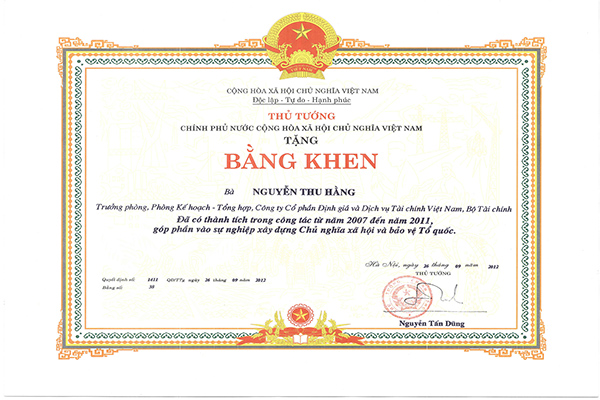 CỘNG HÒA XÃ HỘI CHỦ NGHĨA VIỆT NAM
Độc lập - Tự do - Hạnh phúc
THỦ TƯỚNG
CHÍNH PHỦ NƯỚC CỘNG HÒA XÃ HỘI CHỦ NGHĨA VIỆT NAM
TẶNG
BẰNG KHEN
Bà NGUYỄN THU HẰNG
Trưởng phòng, Phòng Kế hoạch - Tổng hợp, Công ty Cổ phần Định giá và Dịch vụ Tài chính Việt Nam, Bộ Tài chính
Đã có thành tích trong công tác từ năm 2007 đến năm 2011,
góp phần vào sự nghiệp xây dựng Chủ nghĩa xã hội và bảo vệ Tổ quốc.
Hà Nội, ngày 26 tháng 09 năm 2012
THỦ TƯỚNG
Quyết định số 1411 QĐ/TTg ngày 26 tháng 09 năm 2012
Bảng số: 30
Nguyễn Tấn Dũng